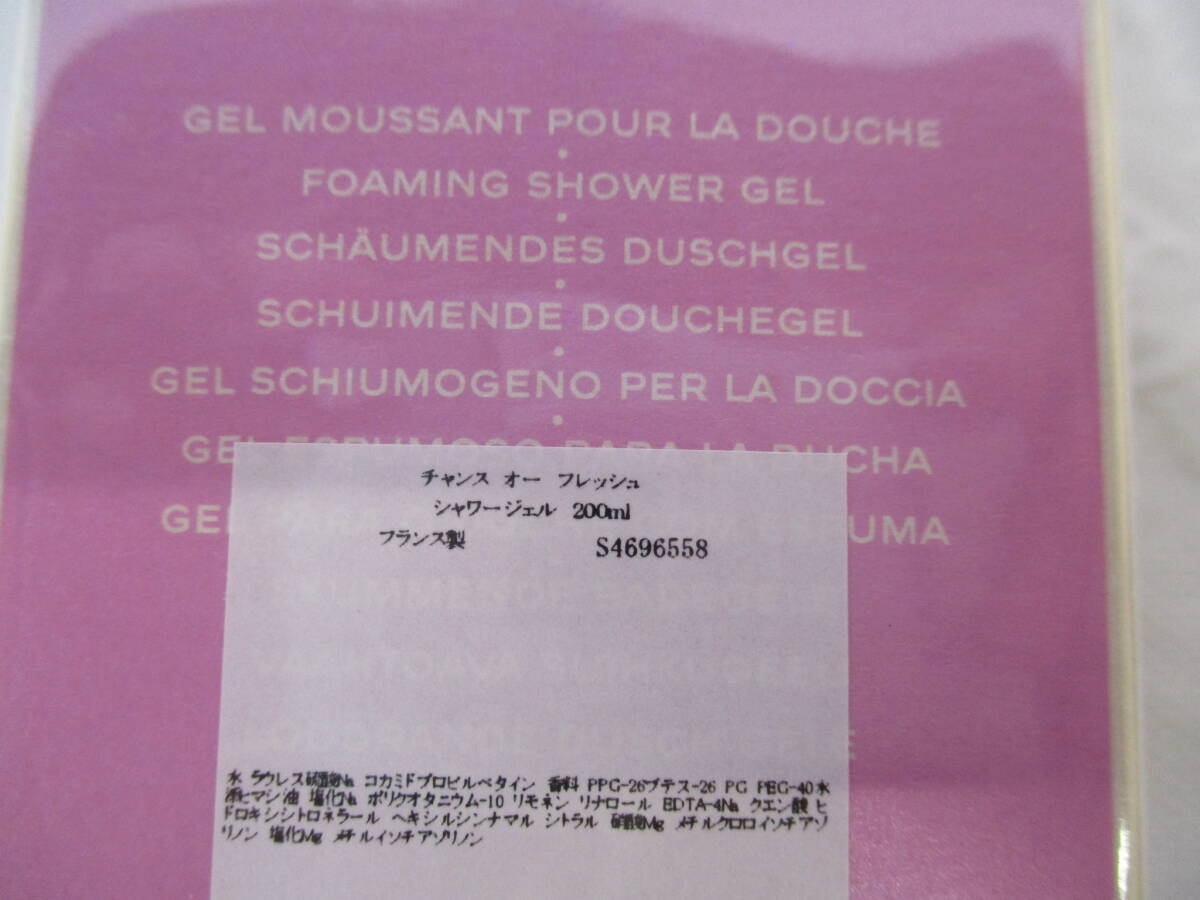 GEL MOUSSANT POUR LA DOUCHE
FOAMING SHOWER GEL
SCHÄUMENDES DUSCHGEL
SCHUIMENDE DOUCHEGEL
GEL SCHIUMOGENO PER LA DOCCIA
GEL ESPUMOSO PARA LA DUCHA
GEL UMA
チャンス オー フレッシュ
シャワージェル 200ml
フランス製 S4696558
水 ラウレス硫酸Na コカミドプロピルベタイン 香料 PPG-26ブテス-26 PG PEG-40水
添ヒマシ油 塩化Na ポリクオタニウム-10 リモネン リナロール EDTA-4Na クエン酸 ヒ
ドロキシシトロネラール ヘキシルシンナマル シトラル 硝酸Mg メチルクロロイソチアゾ
リノン 塩化Mg メチルイソチアゾリノン